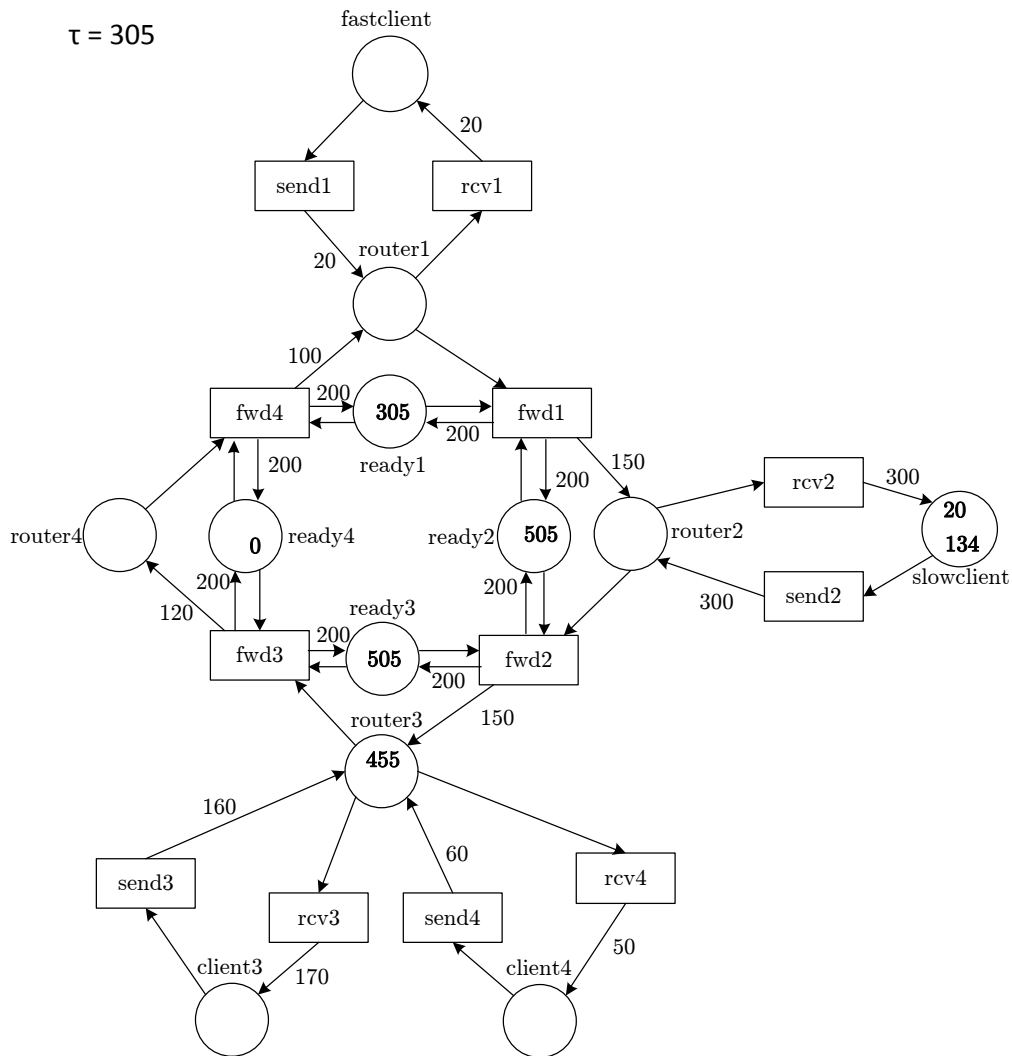 fastclient
τ = 305
20
send1
rcv1
router1
20
100
200
fwd4
305
fwd1
200
ready1
150
200
200
rcv2
300
20
router4
0
ready4
ready2
505
router2
134
slowclient
200
200
send2
300
120
ready3
200
fwd3
505
fwd2
200
router3
150
455
160
60
rcv4
send3
rcv3
send4
50
client3
170
client4